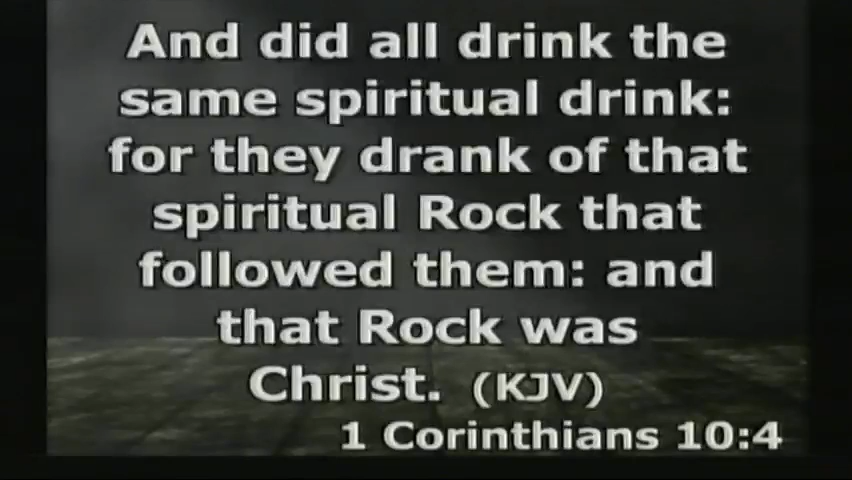 And did all drink the
same spiritual drink:
for they drank of that
spiritual Rock that
followed them: and
that Rock was
Christ. (KJV)
1 Corinthians 10:4